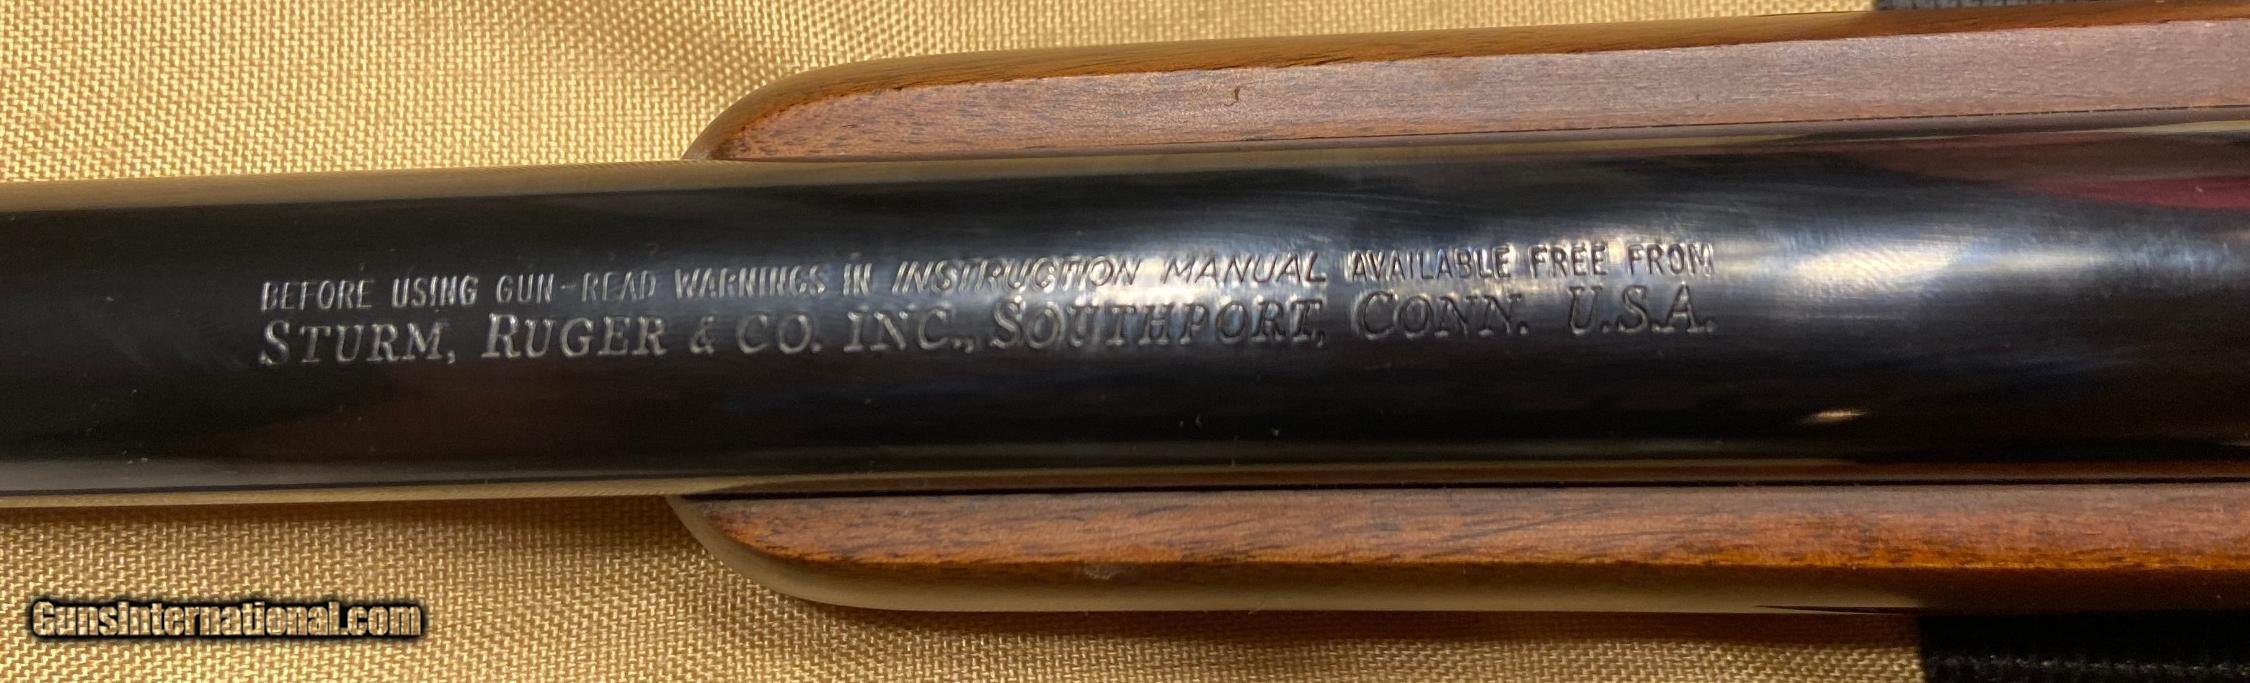 BEFORE USING GUN-READ WARNINGS IN INSTRUCTION MANUAL AVAILABLE FREE FROM
STURM, RUGER & CO. INC., SOUTHPORT, CONN. U.S.A.
GunsInternational.com